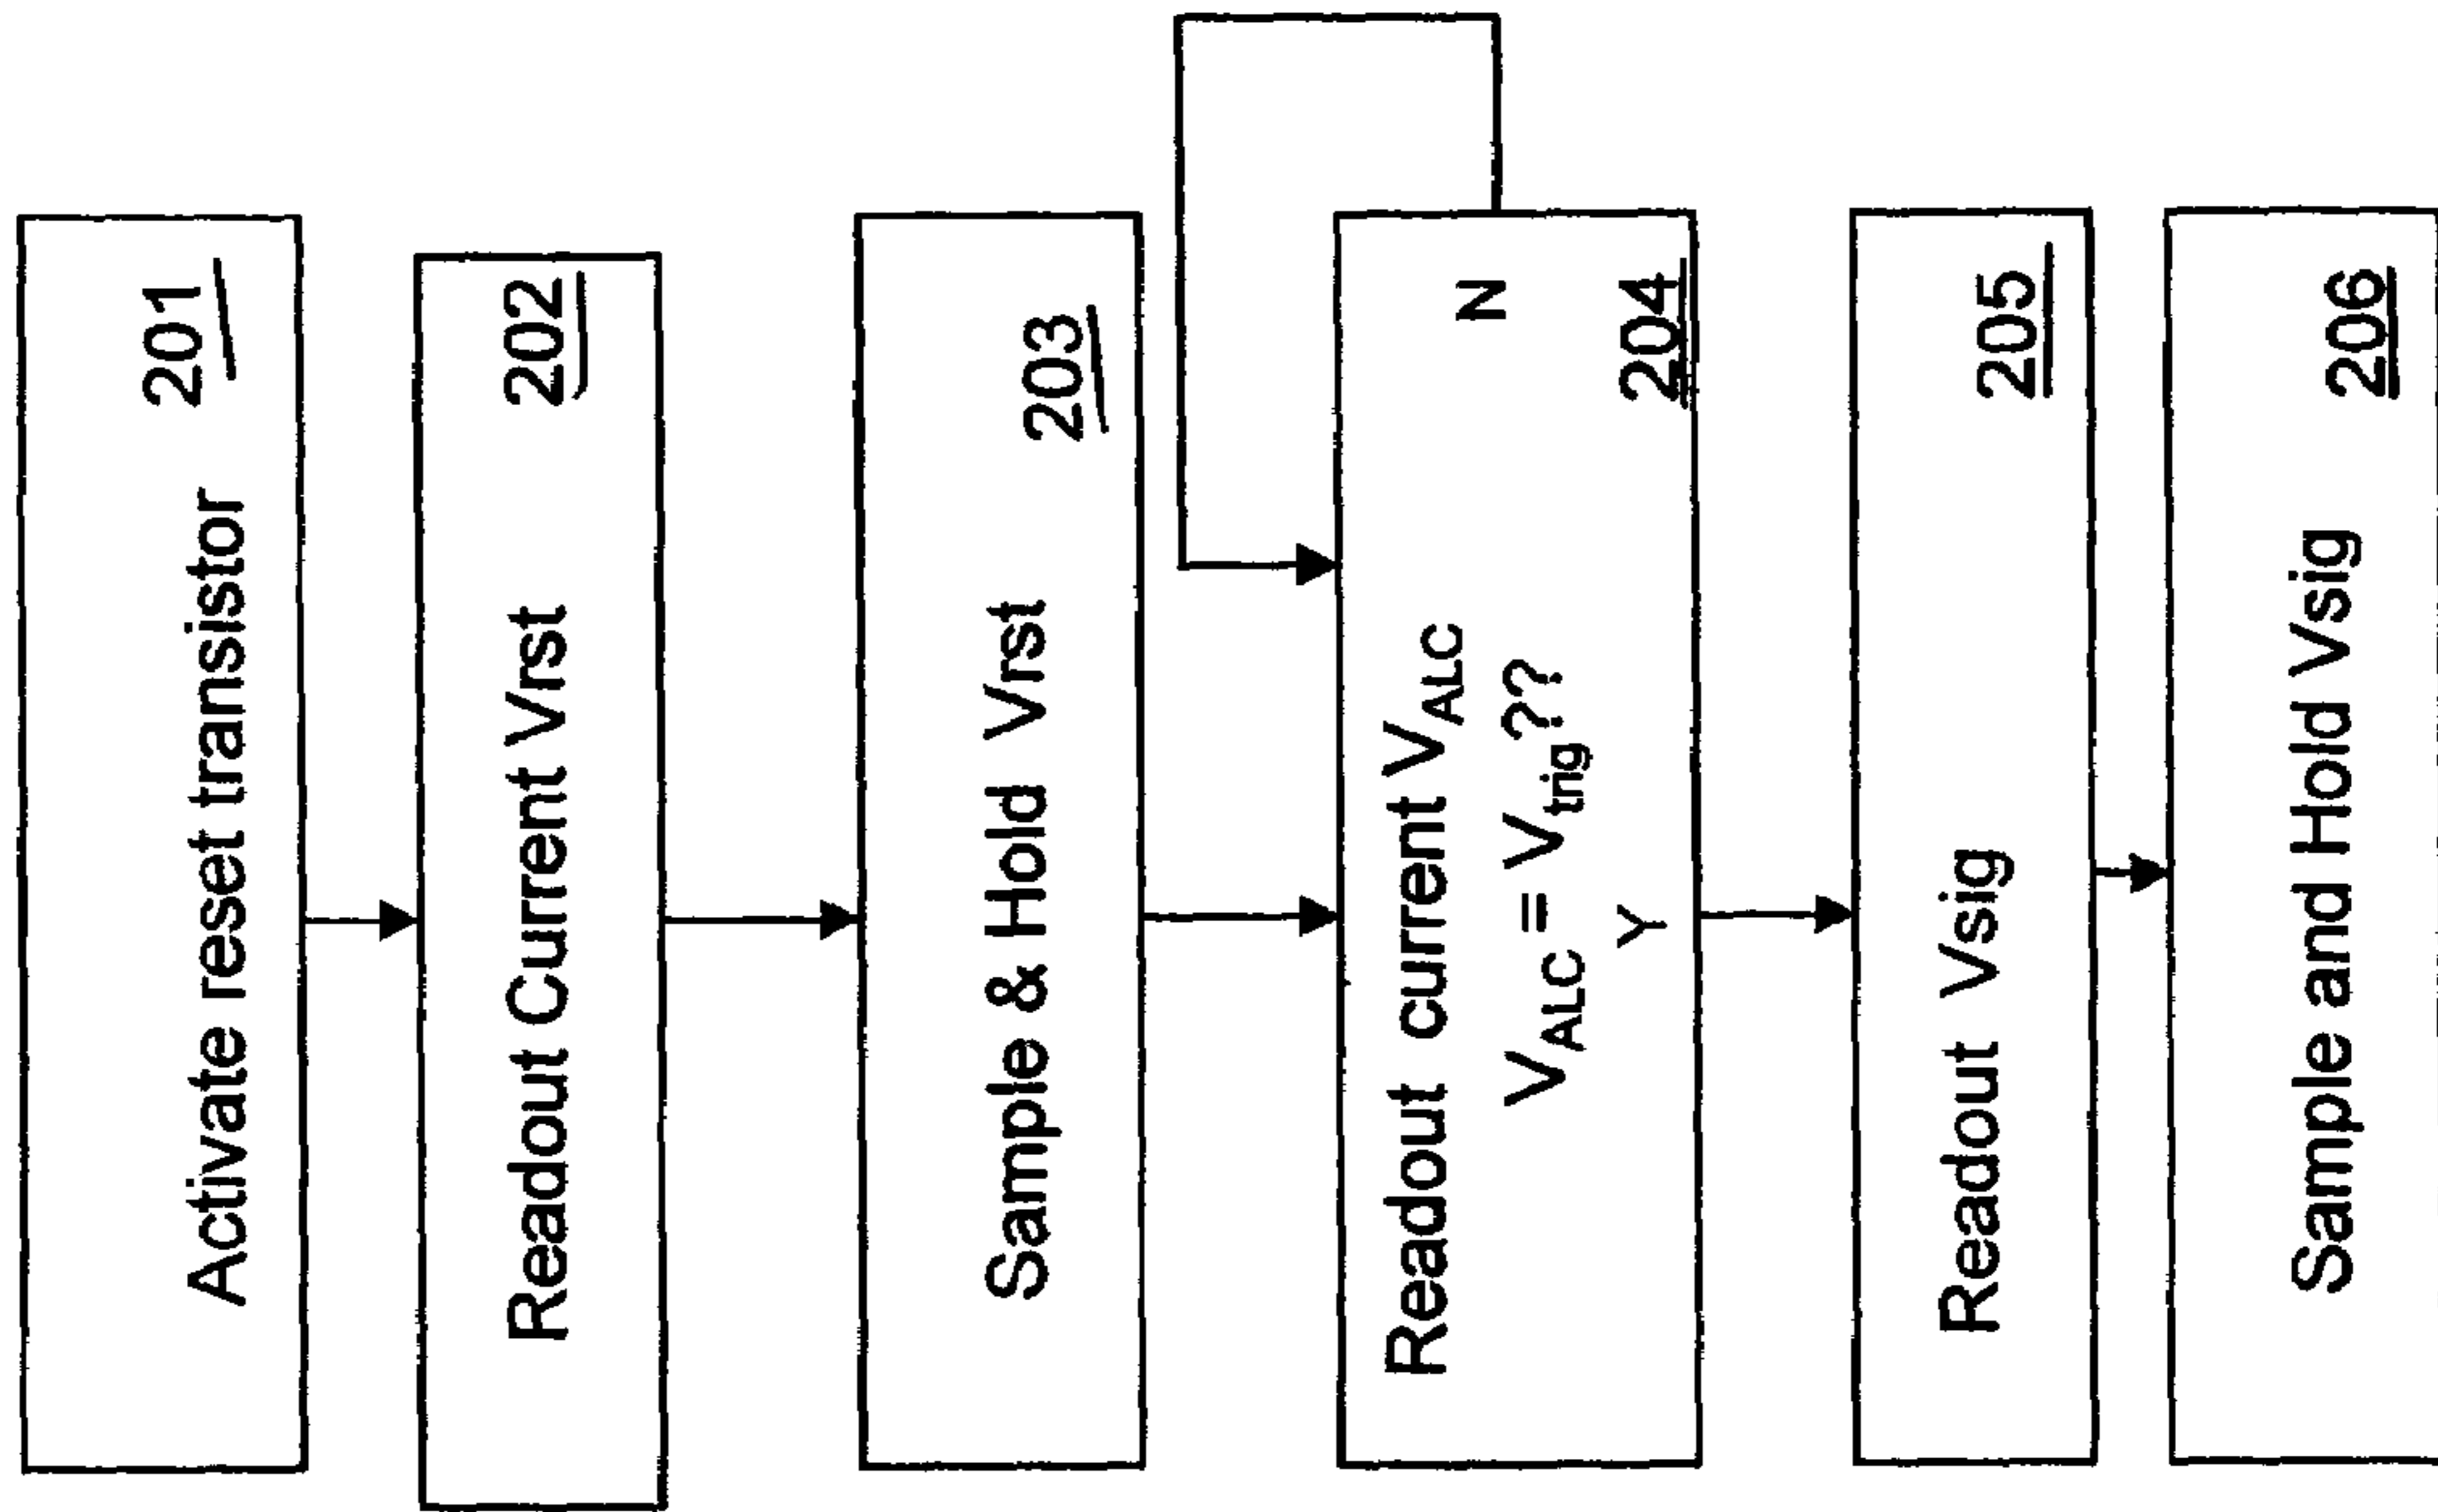 Activate reset transistor 201
Readout Current Vrst 202
Sample & Hold Vrst
203
Readout current VALC
N
VALC = Vtrig??
Y
204
Readout Vsig
205
Sample and Hold Vsig
206